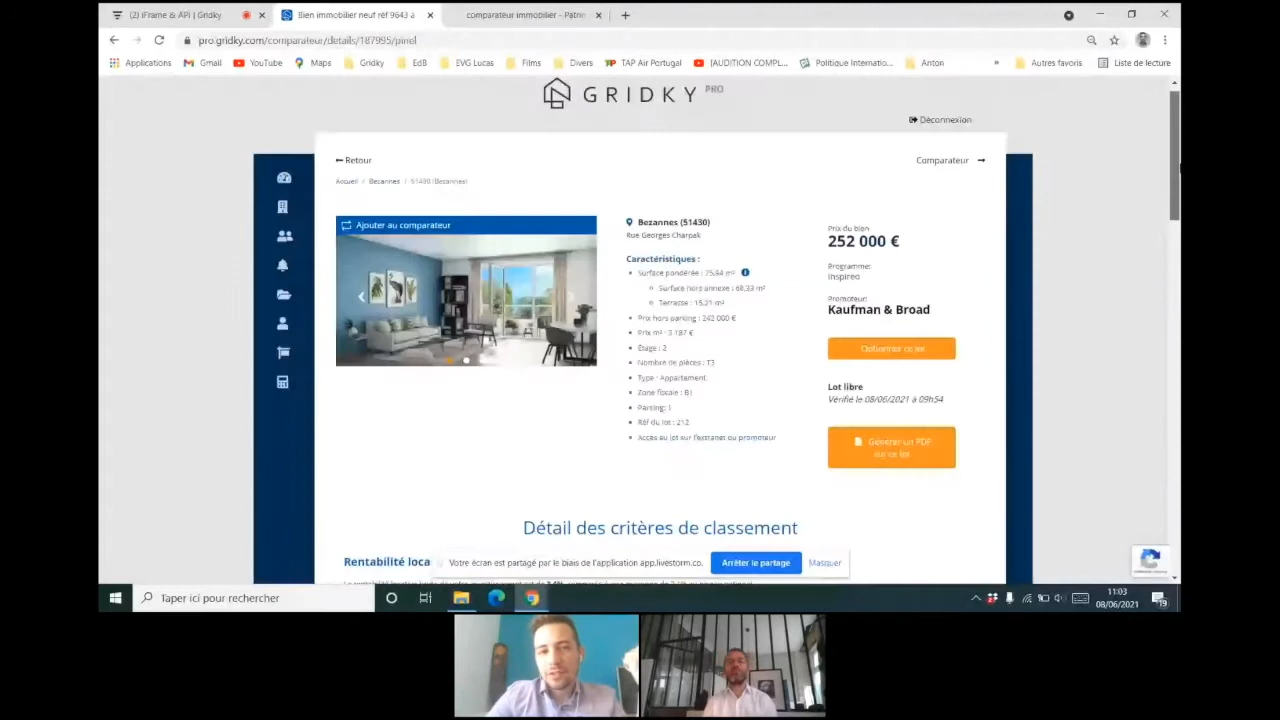 (2) iFrame & API | Gridky
Bien immobilier neuf réf 9643 à
comparateur immobilier - Patrin
pro.gridky.com/comparateur/details/187995/pinel
Applications
Gmail
YouTube
Maps
Gridky
EdB
EVG Lucas
Films
Divers
TAP Air Portugal
[AUDITION COMPL...
Politique Internatio...
Anton
»
Autres favoris
Liste de lecture
GRIDKY PRO
Déconnexion
Retour
Comparateur
Accueil / Bezannes / 51430 (Bezannes)
Ajouter au comparateur
Bezannes (51430)
Rue Georges Charpak
Caractéristiques :
Surface pondérée : 75,94 m²
Surface hors annexe : 68,33 m²
Terrasse : 15,21 m²
Prix hors parking : 242 000 €
Prix m² : 3 187 €
Étage : 2
Nombre de pièces : T3
Type : Appartement
Zone fiscale : B1
Parking: 1
Réf du lot : 212
Accès au lot sur l'extranet du promoteur
Prix du bien
252 000 €
Programme:
Inspireo
Promoteur:
Kaufman & Broad
Optionner ce lot
Lot libre
Vérifié le 08/06/2021 à 09h54
Générer un PDF
sur ce lot
Détail des critères de classement
Rentabilité loca
Votre écran est partagé par le biais de l'application app.livestorm.co.
Arrêter le partage
Masquer
Taper ici pour rechercher
11:03
08/06/2021
19